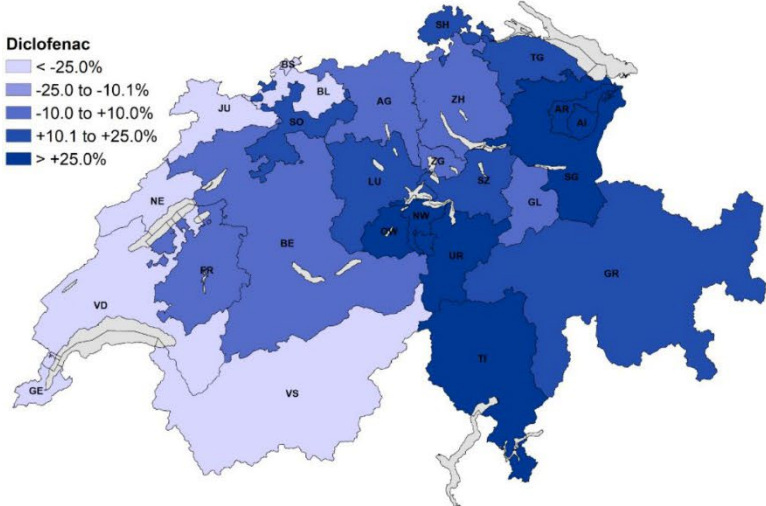 Diclofenac
< -25.0%
-25.0 to -10.1%
-10.0 to +10.0%
+10.1 to +25.0%
> +25.0%
SH
BS
BL
TG
JU
AG
ZH
AR
SO
AI
ZG
LU
SZ
SG
NE
GL
NW
OW
BE
UR
FR
GR
VD
TI
GE
VS